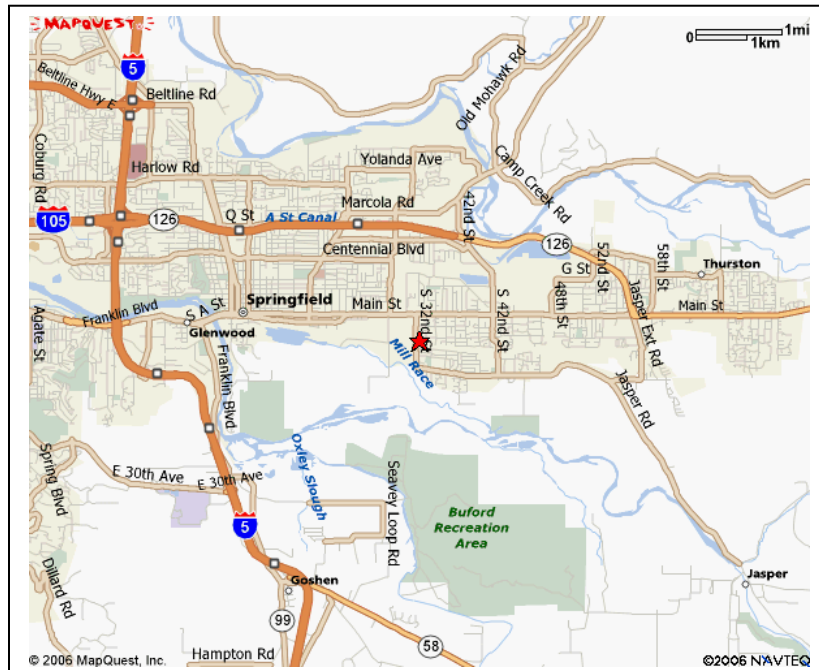 MAPQUEST
0 1mi
1km
5
Beltline Hwy E
Beltline Rd
Old Mohawk Rd
Coburg Rd
Harlow Rd
Yolanda Ave
Camp Creek Rd
42nd St
Marcola Rd
105
126
Q St
A St Canal
126
Centennial Blvd
G St
52nd St
58th St
Thurston
Franklin Blvd
S A St
Springfield
Main St
S 32nd St
S 42nd St
48th St
Jasper Ext Rd
Main St
Agate St
Glenwood
Franklin Blvd
Mill Race
Jasper Rd
Spring Blvd
E 30th Ave
E 30th Ave
Oxley Slough
Seavey Loop Rd
Buford
Recreation
Area
5
Goshen
Jasper
Dillard Rd
99
58
Hampton Rd
© 2006 MapQuest, Inc.
©2006 NAVTEQ